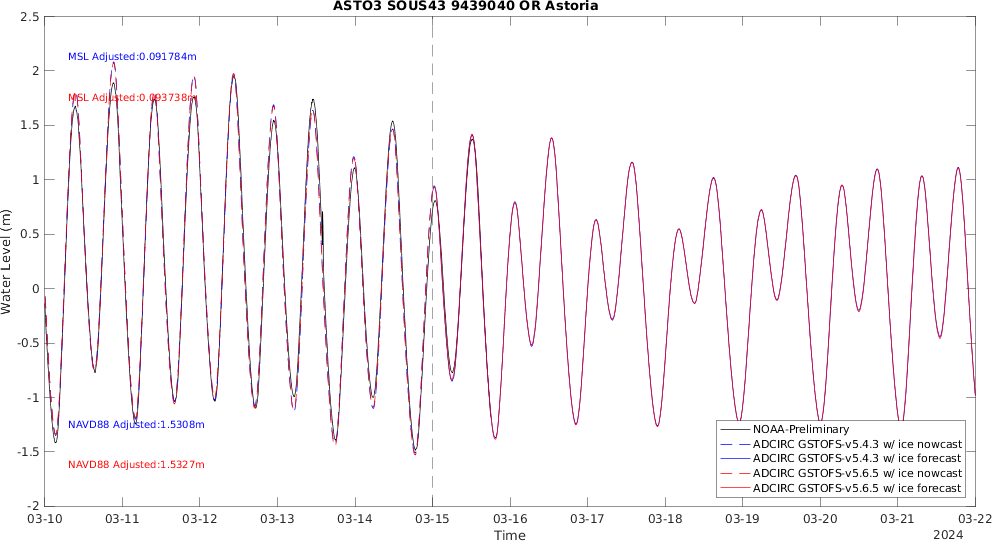 ASTO3 SOUS43 9439040 OR Astoria
2.5
2
1.5
1
0.5
0
-0.5
-1
-1.5
-2
Water Level (m)
MSL Adjusted:0.091784m
MSL Adjusted:0.093738m
NAVD88 Adjusted:1.5308m
NAVD88 Adjusted:1.5327m
NOAA-Preliminary
ADCIRC GSTOFS-v5.4.3 w/ ice nowcast
ADCIRC GSTOFS-v5.4.3 w/ ice forecast
ADCIRC GSTOFS-v5.6.5 w/ ice nowcast
ADCIRC GSTOFS-v5.6.5 w/ ice forecast
03-10 03-11 03-12 03-13 03-14 03-15 03-16 03-17 03-18 03-19 03-20 03-21 03-22
Time
2024